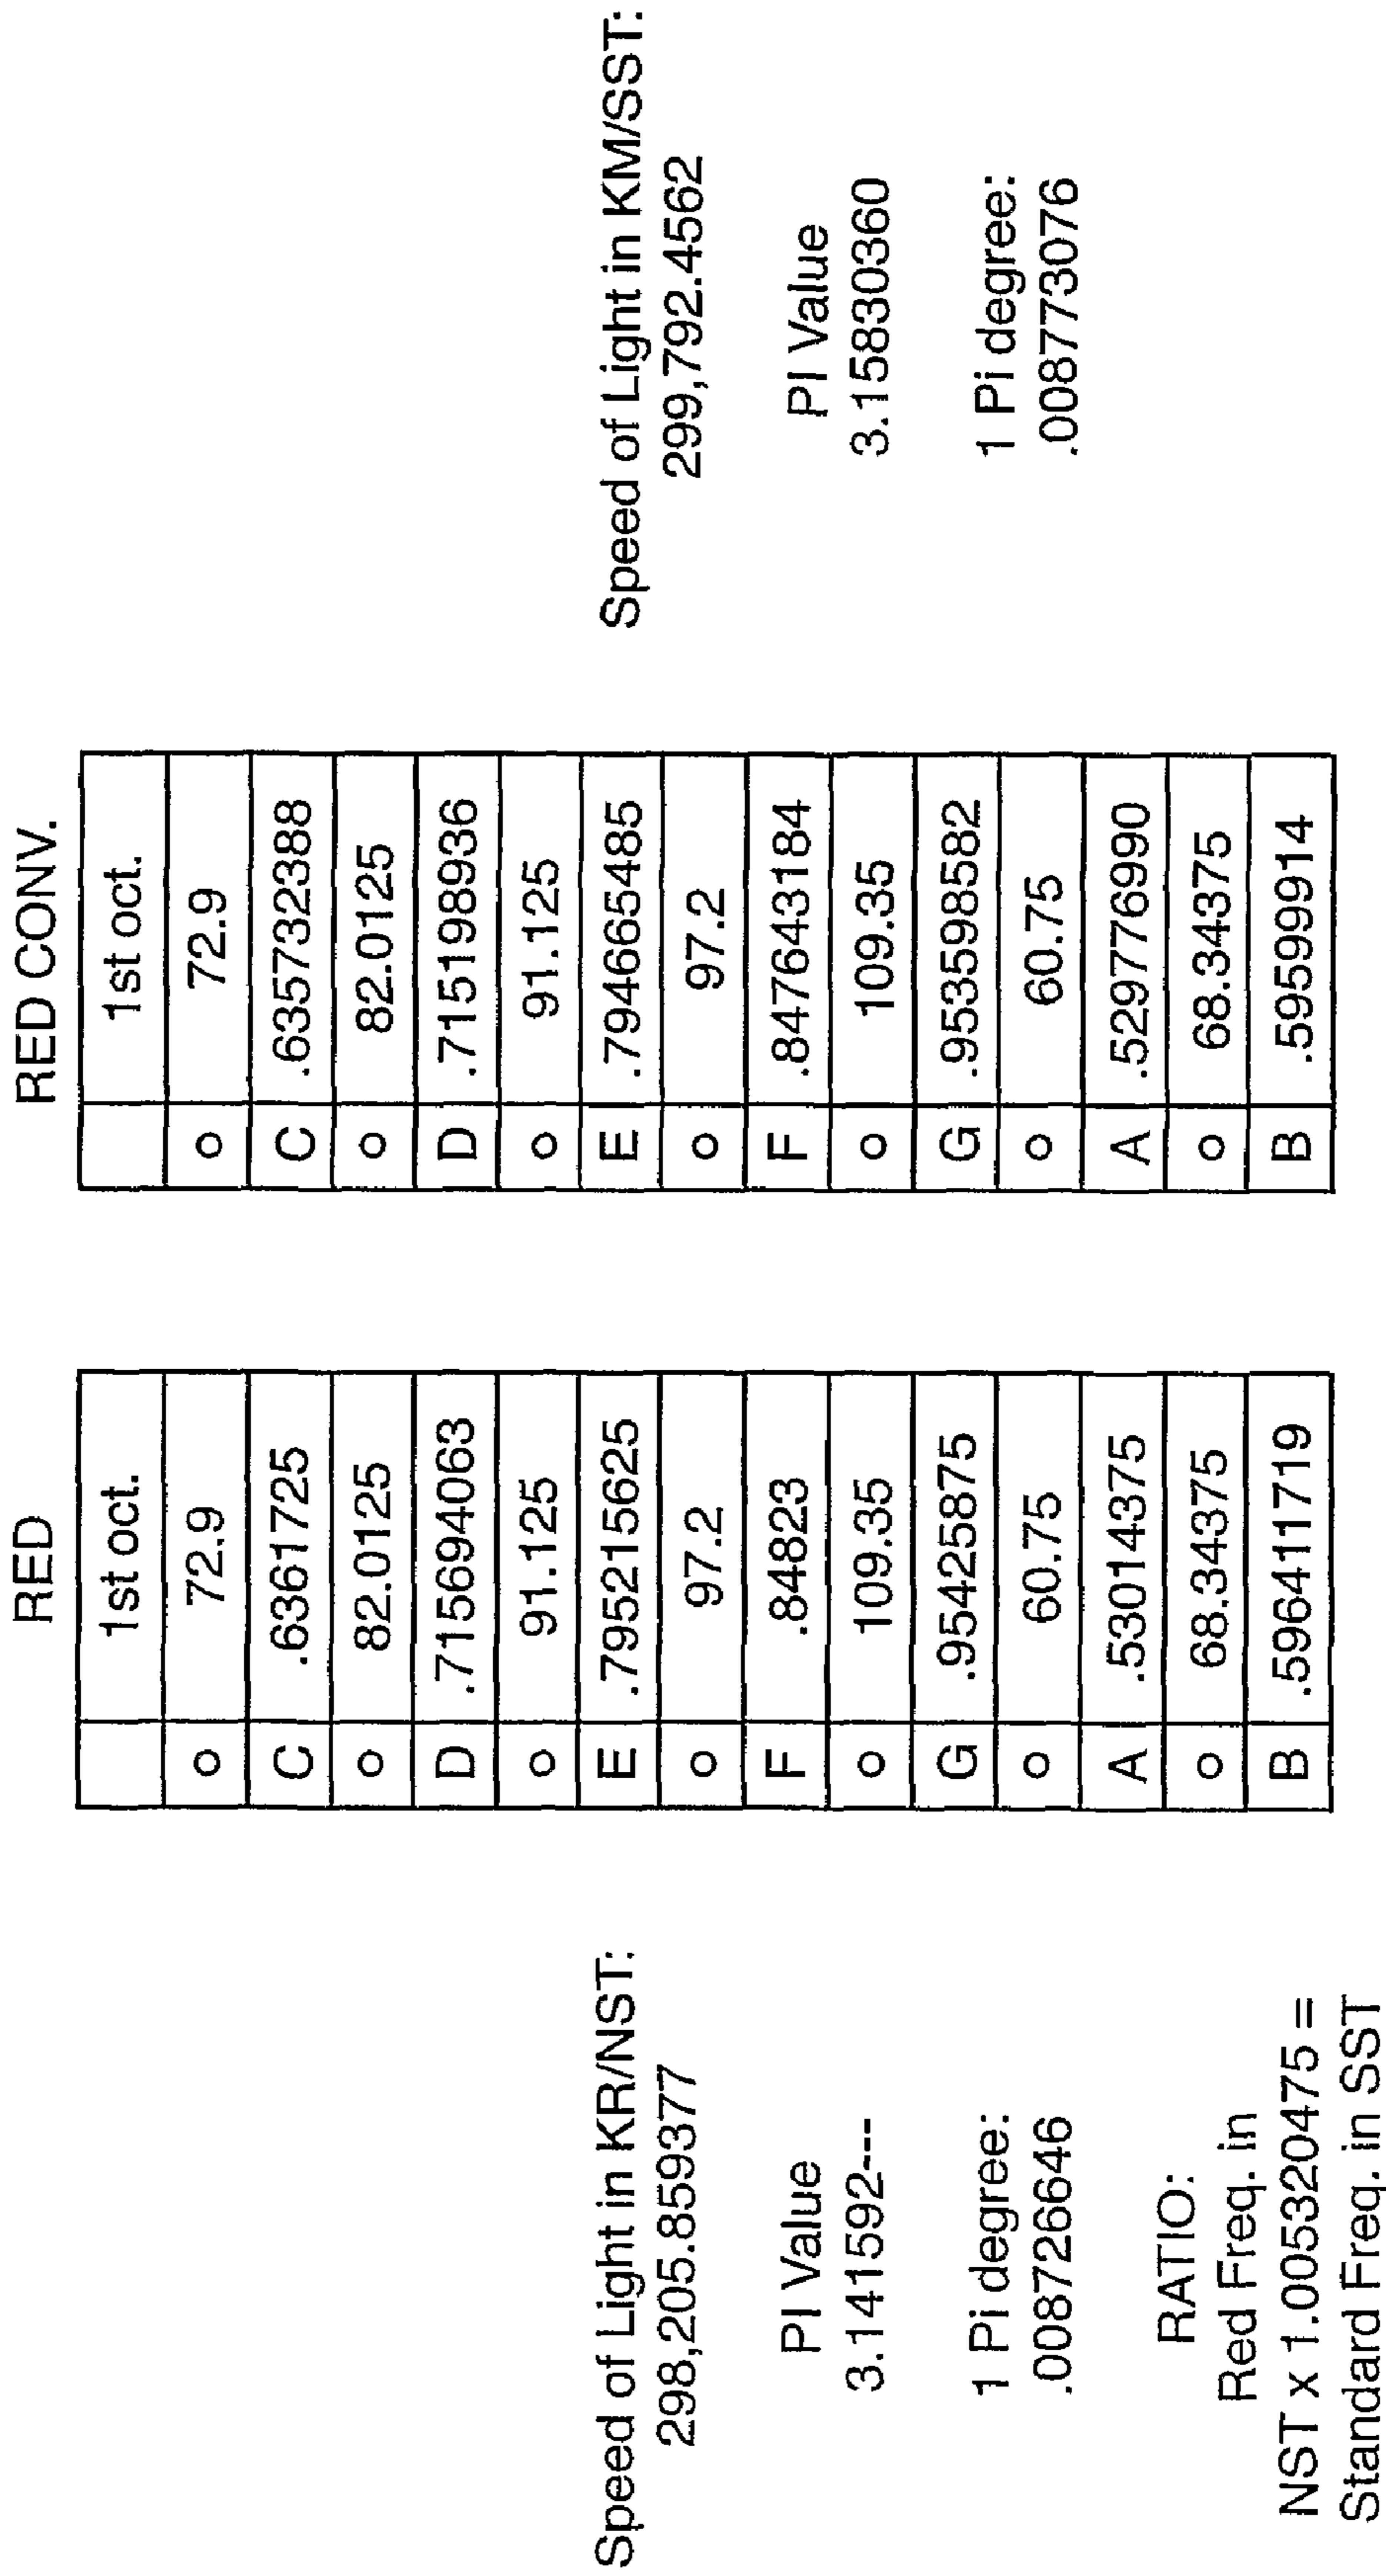 RED
1st oct.
o 72.9
C .6361725
o 82.0125
D .715694063
o 91.125
E .795215625
o 97.2
F .84823
o 109.35
G .95425875
o 60.75
A .53014375
o 68.34375
B .596411719
RED CONV.
1st oct.
o 72.9
C .635732388
o 82.0125
D .715198936
o 91.125
E .794665485
o 97.2
F .847643184
o 109.35
G .953598582
o 60.75
A .529776990
o 68.34375
B .59599914
Speed of Light in KR/NST:
298,205.859377
PI Value
3.141592---
1 Pi degree:
.008726646
RATIO:
Red Freq. in
NST x 1.005320475 =
Standard Freq. in SST
Speed of Light in KM/SST:
299,792.4562
PI Value
3.15830360
1 Pi degree:
.008773076